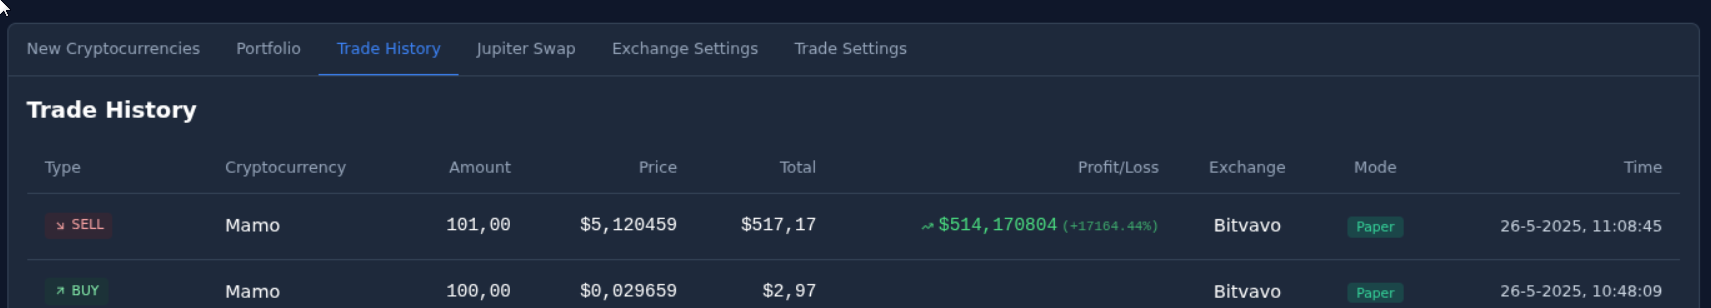 New Cryptocurrencies Portfolio Trade History Jupiter Swap Exchange Settings Trade Settings
Trade History
Type Cryptocurrency Amount Price Total Profit/Loss Exchange Mode Time
↘ SELL Mamo 101,00 $5,120459 $517,17 $514,170804 (+17164.44%) Bitvavo Paper 26-5-2025, 11:08:45
↗ BUY Mamo 100,00 $0,029659 $2,97 Bitvavo Paper 26-5-2025, 10:48:09